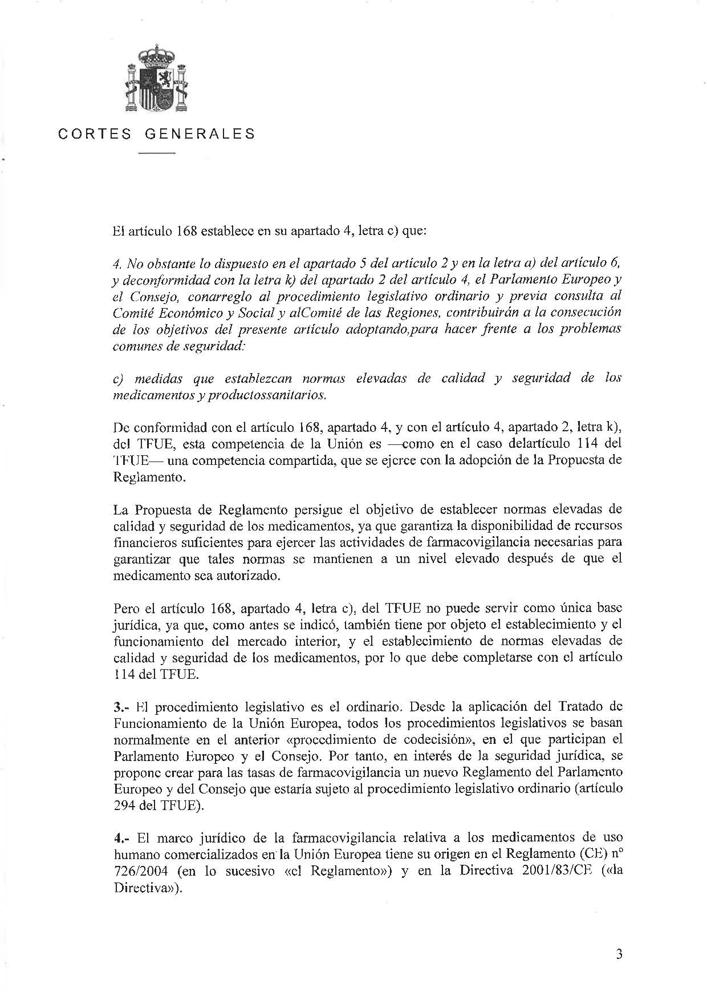 CORTES GENERALES
El artículo 168 establece en su apartado 4, letra c) que:
4. No obstante lo dispuesto en el apartado 5 del artículo 2 y en la letra a) del artículo 6,
y deconformidad con la letra k) del apartado 2 del artículo 4, el Parlamento Europeo y
el Consejo, conarreglo al procedimiento legislativo ordinario y previa consulta al
Comité Económico y Social y alComité de las Regiones, contribuirán a la consecución
de los objetivos del presente artículo adoptando,para hacer frente a los problemas
comunes de seguridad:
c) medidas que establezcan normas elevadas de calidad y seguridad de los
medicamentos y productossanitarios.
De conformidad con el artículo 168, apartado 4, y con el artículo 4, apartado 2, letra k),
del TFUE, esta competencia de la Unión es —como en el caso delartículo 114 del
TFUE— una competencia compartida, que se ejerce con la adopción de la Propuesta de
Reglamento.
La Propuesta de Reglamento persigue el objetivo de establecer normas elevadas de
calidad y seguridad de los medicamentos, ya que garantiza la disponibilidad de recursos
financieros suficientes para ejercer las actividades de farmacovigilancia necesarias para
garantizar que tales normas se mantienen a un nivel elevado después de que el
medicamento sea autorizado.
Pero el artículo 168, apartado 4, letra c), del TFUE no puede servir como única base
jurídica, ya que, como antes se indicó, también tiene por objeto el establecimiento y el
funcionamiento del mercado interior, y el establecimiento de normas elevadas de
calidad y seguridad de los medicamentos, por lo que debe completarse con el artículo
114 del TFUE.
3.- El procedimiento legislativo es el ordinario. Desde la aplicación del Tratado de
Funcionamiento de la Unión Europea, todos los procedimientos legislativos se basan
normalmente en el anterior «procedimiento de codecisión», en el que participan el
Parlamento Europeo y el Consejo. Por tanto, en interés de la seguridad jurídica, se
propone crear para las tasas de farmacovigilancia un nuevo Reglamento del Parlamento
Europeo y del Consejo que estaría sujeto al procedimiento legislativo ordinario (artículo
294 del TFUE).
4.- El marco jurídico de la farmacovigilancia relativa a los medicamentos de uso
humano comercializados en la Unión Europea tiene su origen en el Reglamento (CE) nº
726/2004 (en lo sucesivo «el Reglamento») y en la Directiva 2001/83/CE («la
Directiva»).
3